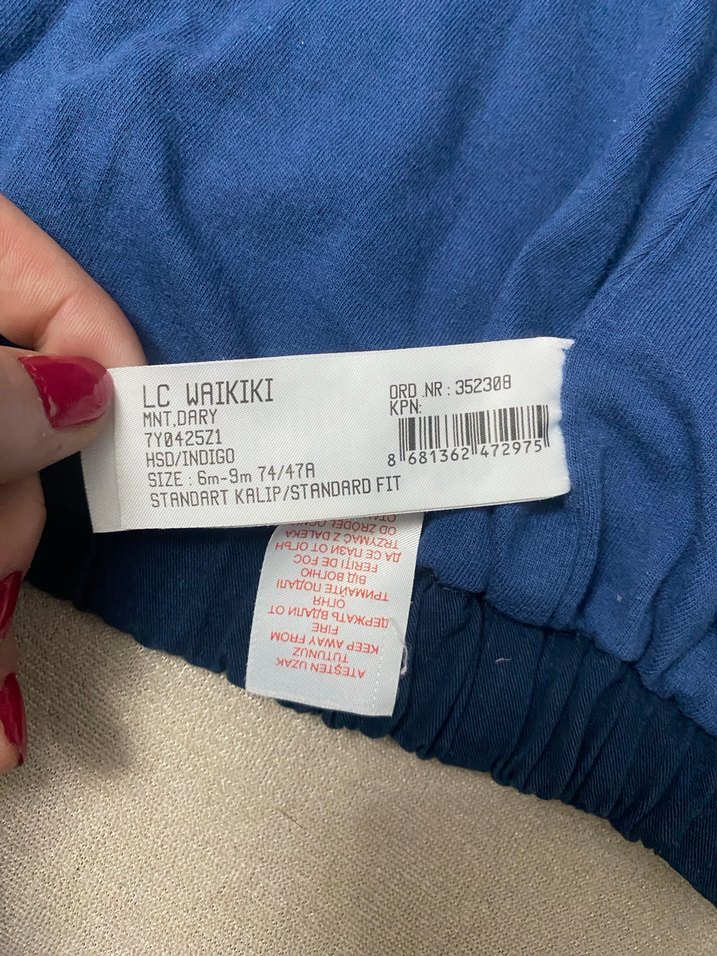 LC WAIKIKI
MNT,DARY
7Y0425Z1
HSD/INDIGO
SIZE : 6m-9m 74/47A
STANDART KALIP/STANDARD FIT
ORD.NR : 352308
KPN:
8 681362 472975
ATEŞTEN UZAK
TUTUNUZ
KEEP AWAY FROM
FIRE
ДЕРЖАТЬ ВДАЛИ ОТ
ОГНЯ
ТРИМАЙТЕ ПОДАЛІ
ВІД ВОГНЮ
FERITI DE FOC
ДА СЕ ПАЗИ ОТ ОГЪН
TRZYMAĆ Z DALEKA
OD ŹRÓDEŁ